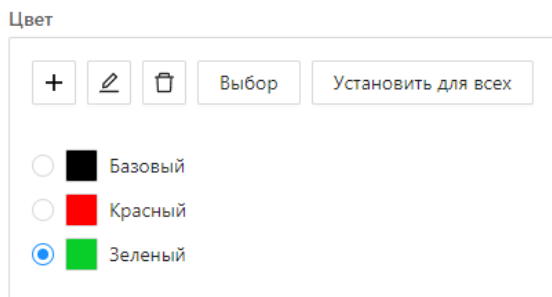 Цвет
Выбор Установить для всех
Базовый
Красный
Зеленый